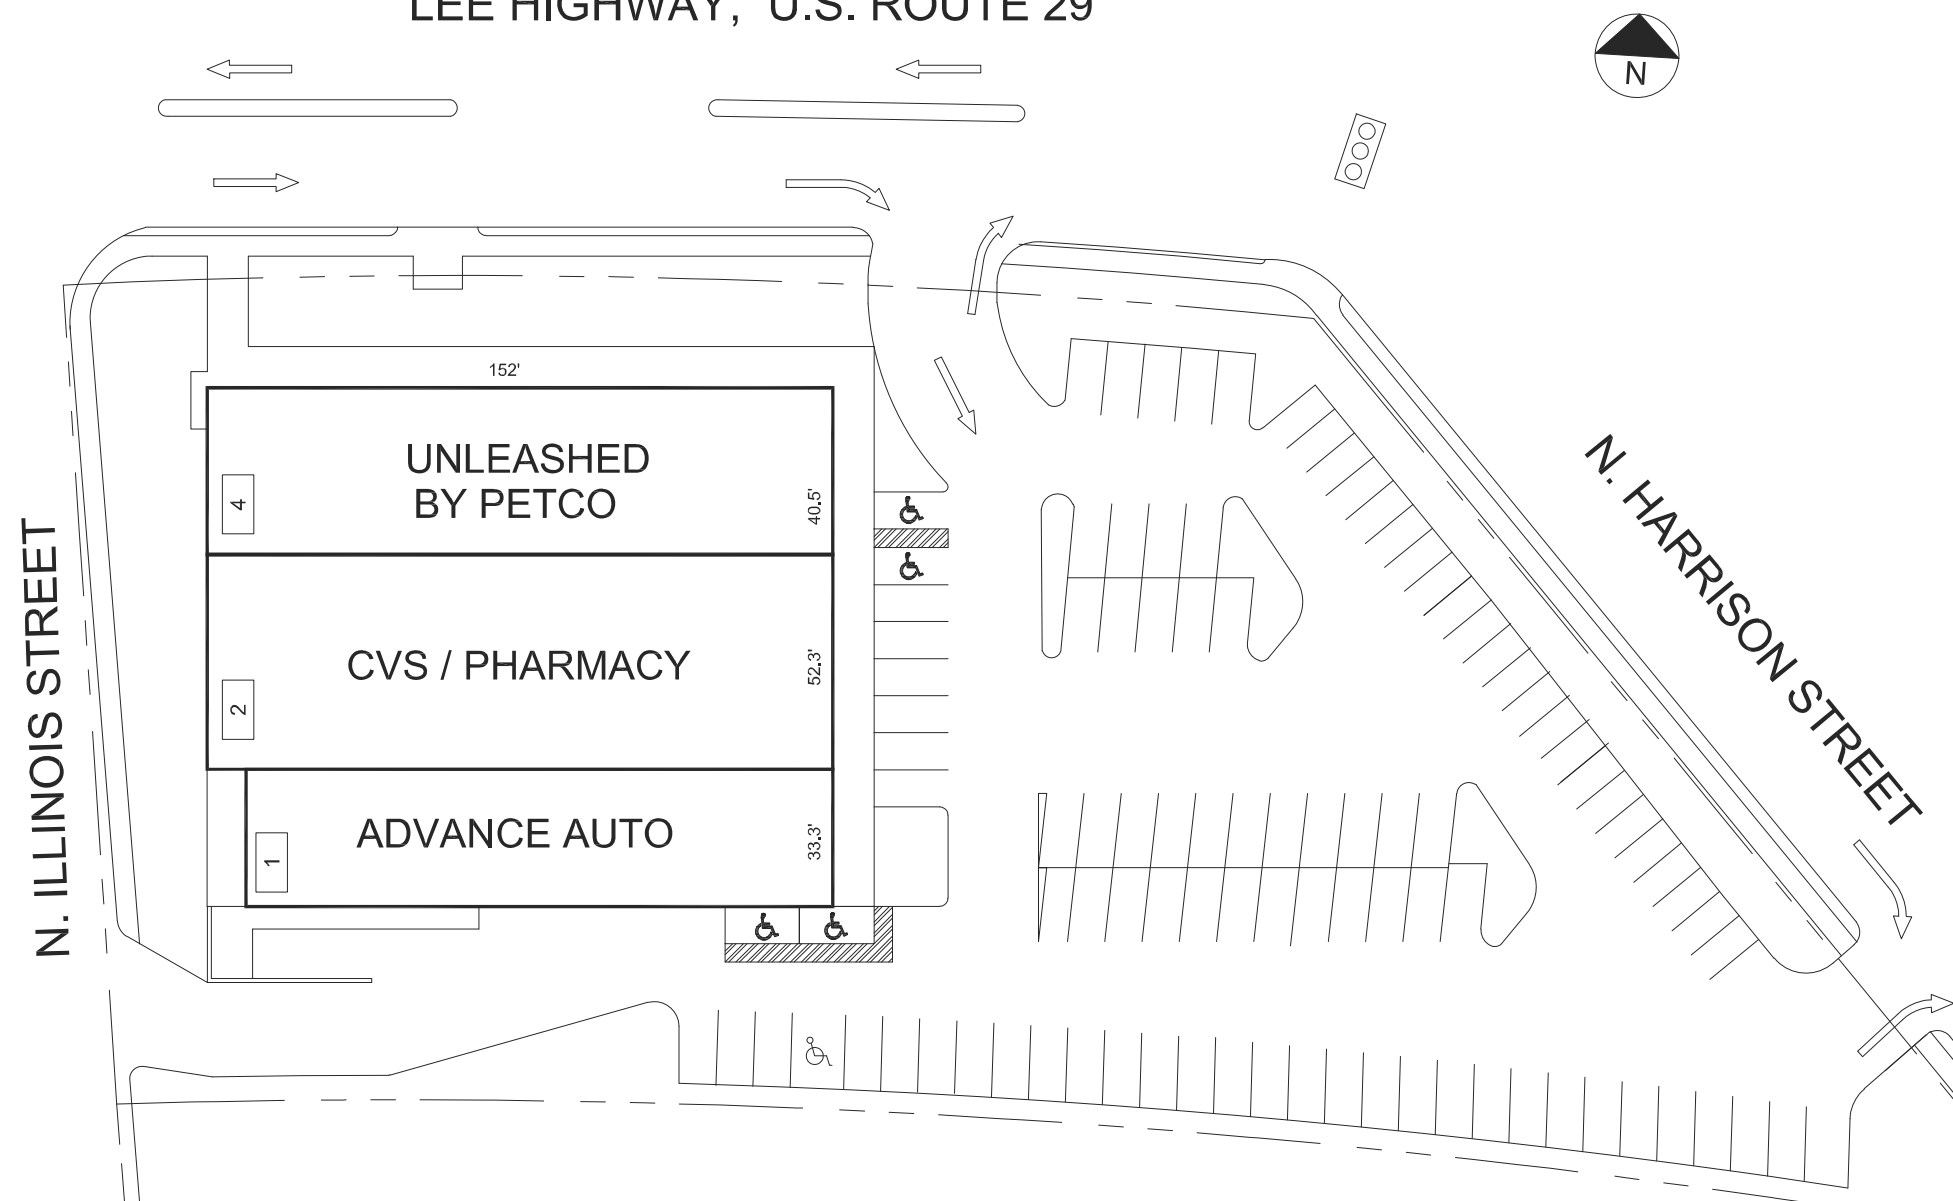 LEE HIGHWAY, U.S. ROUTE 29
N
152'
UNLEASHED
BY PETCO
4
40.5'
CVS / PHARMACY
2
52.3'
ADVANCE AUTO
1
33.3'
N. ILLINOIS STREET
N. HARRISON STREET